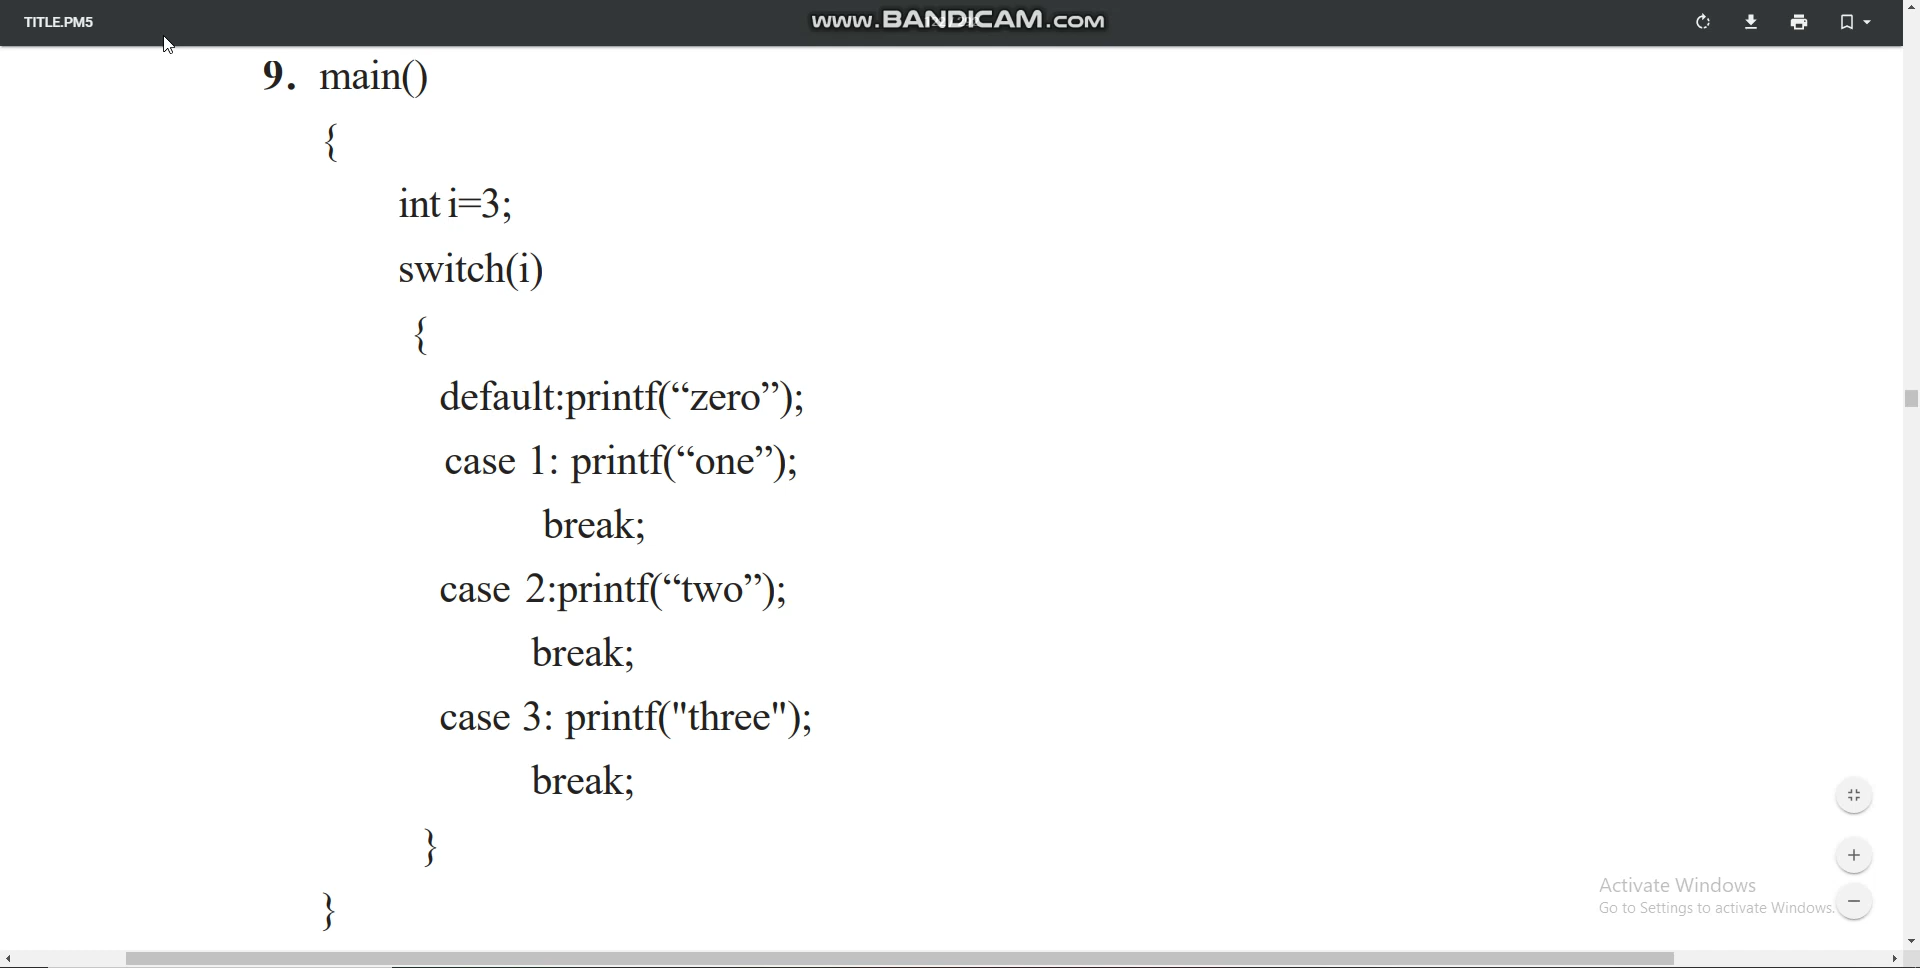 TITLE.PM5
www.BANDICAM.COM
9. main()
{
int i=3;
switch(i)
{
default:printf(“zero”);
case 1: printf(“one”);
break;
case 2:printf(“two”);
break;
case 3: printf("three");
break;
}
}
Activate Windows
Go to Settings to activate Windows.